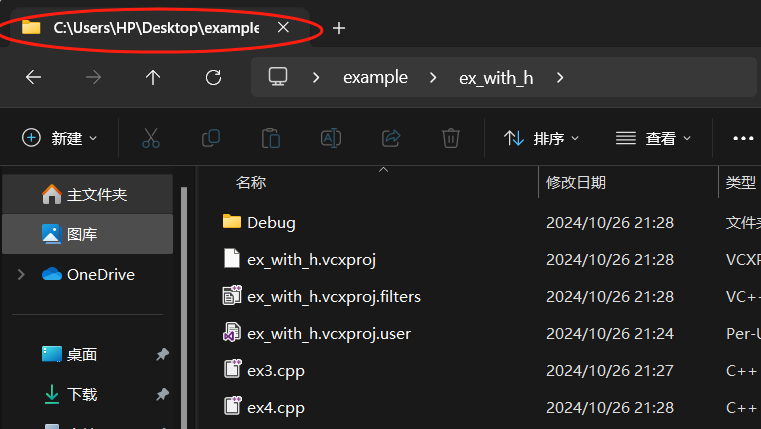 C:\Users\HP\Desktop\example
example > ex_with_h >
新建 排序 查看
名称 修改日期 类型
主文件夹
图库
OneDrive
桌面
下载
Debug 2024/10/26 21:28 文件夹
ex_with_h.vcxproj 2024/10/26 21:28 VCXP
ex_with_h.vcxproj.filters 2024/10/26 21:28 VC++
ex_with_h.vcxproj.user 2024/10/26 21:24 Per-U
ex3.cpp 2024/10/26 21:27 C++
ex4.cpp 2024/10/26 21:28 C++